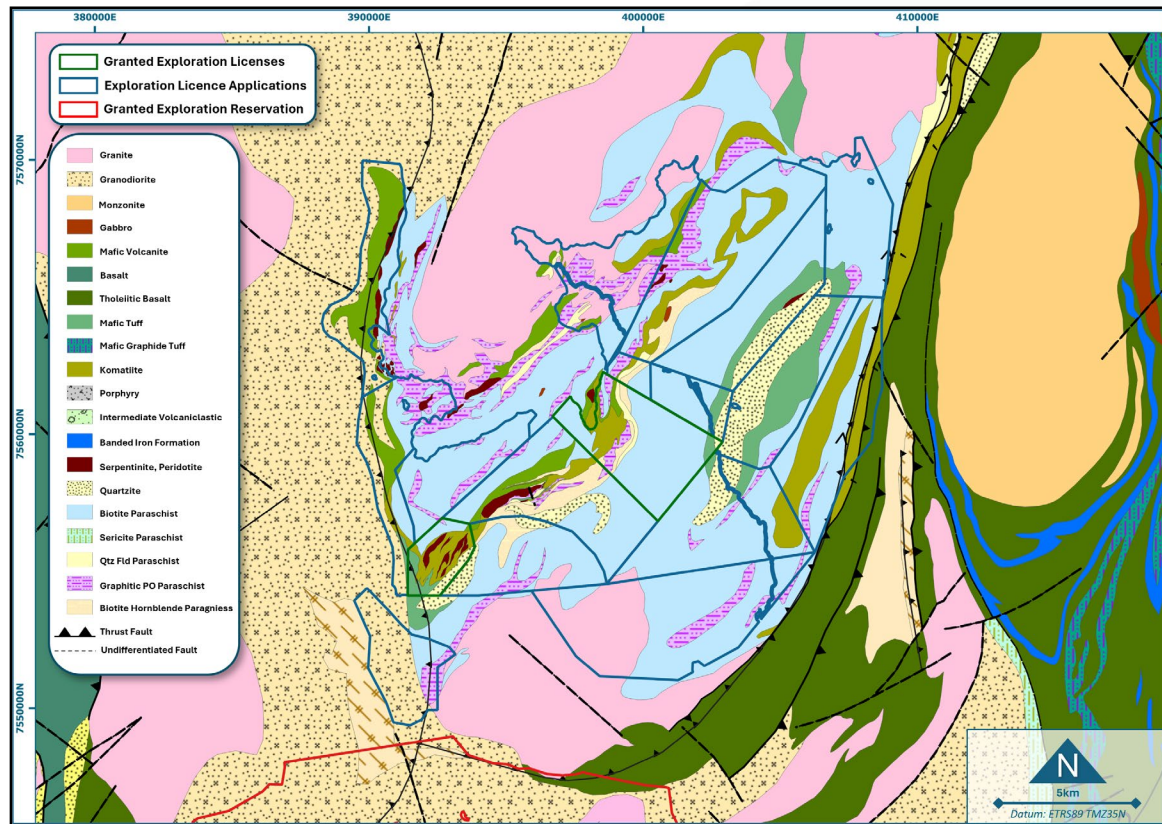 380000E
390000E
400000E
410000E
7570000N
7560000N
7550000N
Granted Exploration Licenses
Exploration Licence Applications
Granted Exploration Reservation
Granite
Granodiorite
Monzonite
Gabbro
Mafic Volcanite
Basalt
Tholeiitic Basalt
Mafic Tuff
Mafic Graphide Tuff
Komatiite
Porphyry
Intermediate Volcaniclastic
Banded Iron Formation
Serpentinite, Peridotite
Quartzite
Biotite Paraschist
Sericite Paraschist
Qtz Fld Paraschist
Graphitic PO Paraschist
Biotite Hornblende Paragniess
Thrust Fault
Undifferentiated Fault
N
5km
Datum: ETRS89 TMZ35N